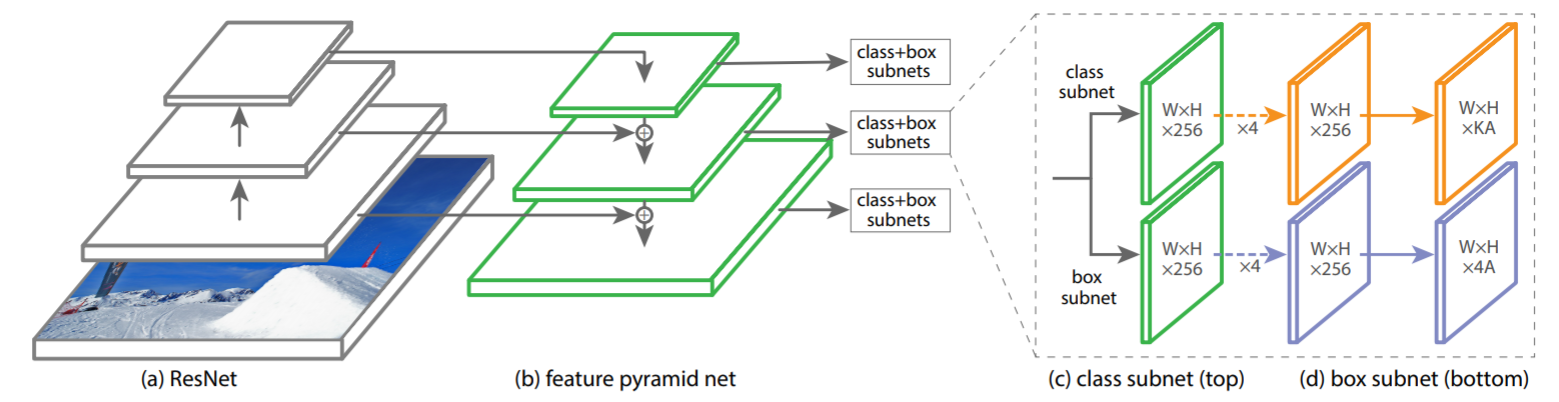 class+box
subnets
class+box
subnets
class+box
subnets
class
subnet
W×H
×256
×4
W×H
×256
W×H
×KA
box
subnet
W×H
×256
×4
W×H
×256
W×H
×4A
(a) ResNet
(b) feature pyramid net
(c) class subnet (top)
(d) box subnet (bottom)